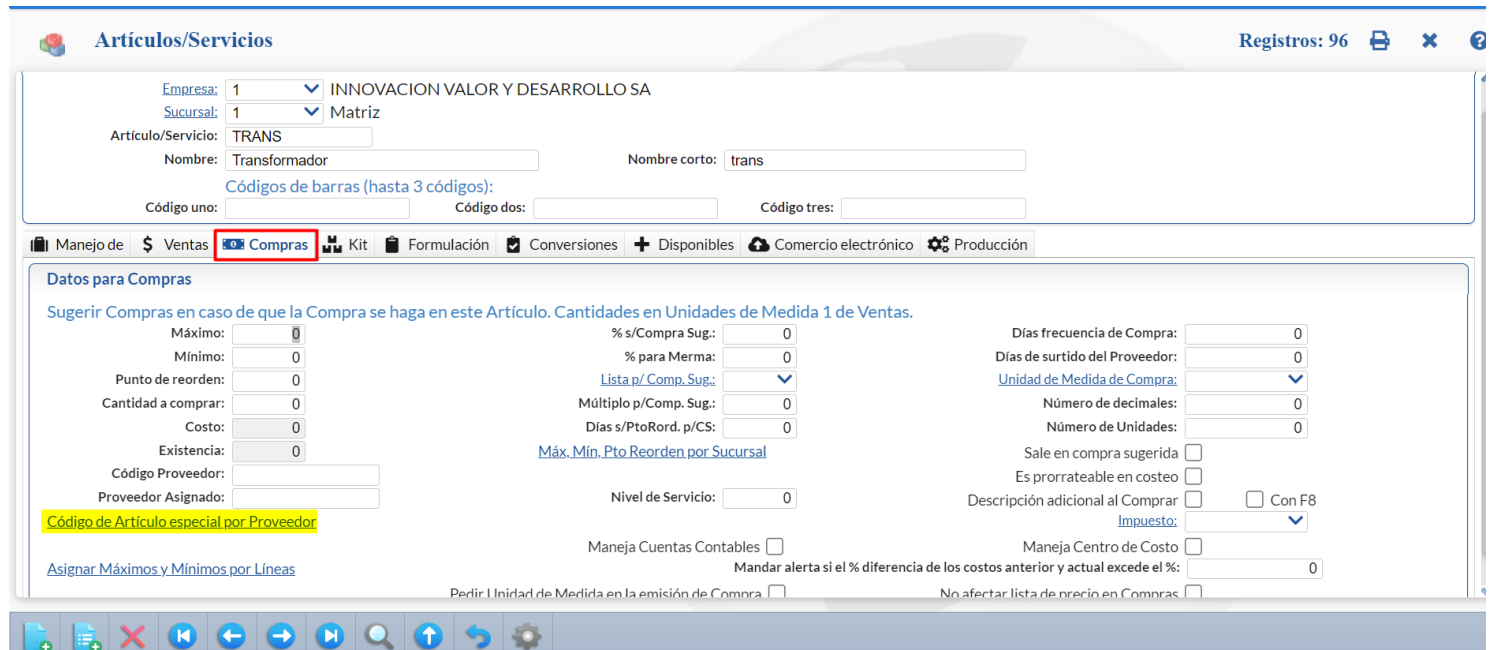 Artículos/Servicios Registros: 96
Empresa: 1 INNOVACION VALOR Y DESARROLLO SA
Sucursal: 1 Matriz
Artículo/Servicio: TRANS
Nombre: Transformador Nombre corto: trans
Códigos de barras (hasta 3 códigos):
Código uno: Código dos: Código tres:
Manejo de $ Ventas Compras Kit Formulación Conversiones Disponibles Comercio electrónico Producción
Datos para Compras
Sugerir Compras en caso de que la Compra se haga en este Artículo. Cantidades en Unidades de Medida 1 de Ventas.
Máximo: 0 % s/Compra Sug.: 0 Días frecuencia de Compra: 0
Mínimo: 0 % para Merma: 0 Días de surtido del Proveedor: 0
Punto de reorden: 0 Lista p/ Comp. Sug.: Unidad de Medida de Compra:
Cantidad a comprar: 0 Múltiplo p/Comp. Sug.: 0 Número de decimales: 0
Costo: 0 Días s/PtoRord. p/CS: 0 Número de Unidades: 0
Existencia: 0 Máx, Mín, Pto Reorden por Sucursal Sale en compra sugerida
Código Proveedor: Es prorrateable en costeo
Proveedor Asignado: Nivel de Servicio: 0 Descripción adicional al Comprar Con F8
Código de Artículo especial por Proveedor Impuesto:
Maneja Cuentas Contables Maneja Centro de Costo
Asignar Máximos y Mínimos por Líneas Mandar alerta si el % diferencia de los costos anterior y actual excede el %: 0
Pedir Unidad de Medida en la emisión de Compra No afectar lista de precio en Compras